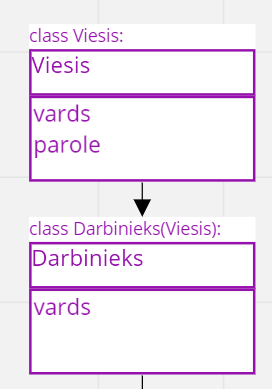 class Viesis:
Viesis
vards
parole
class Darbinieks(Viesis):
Darbinieks
vards